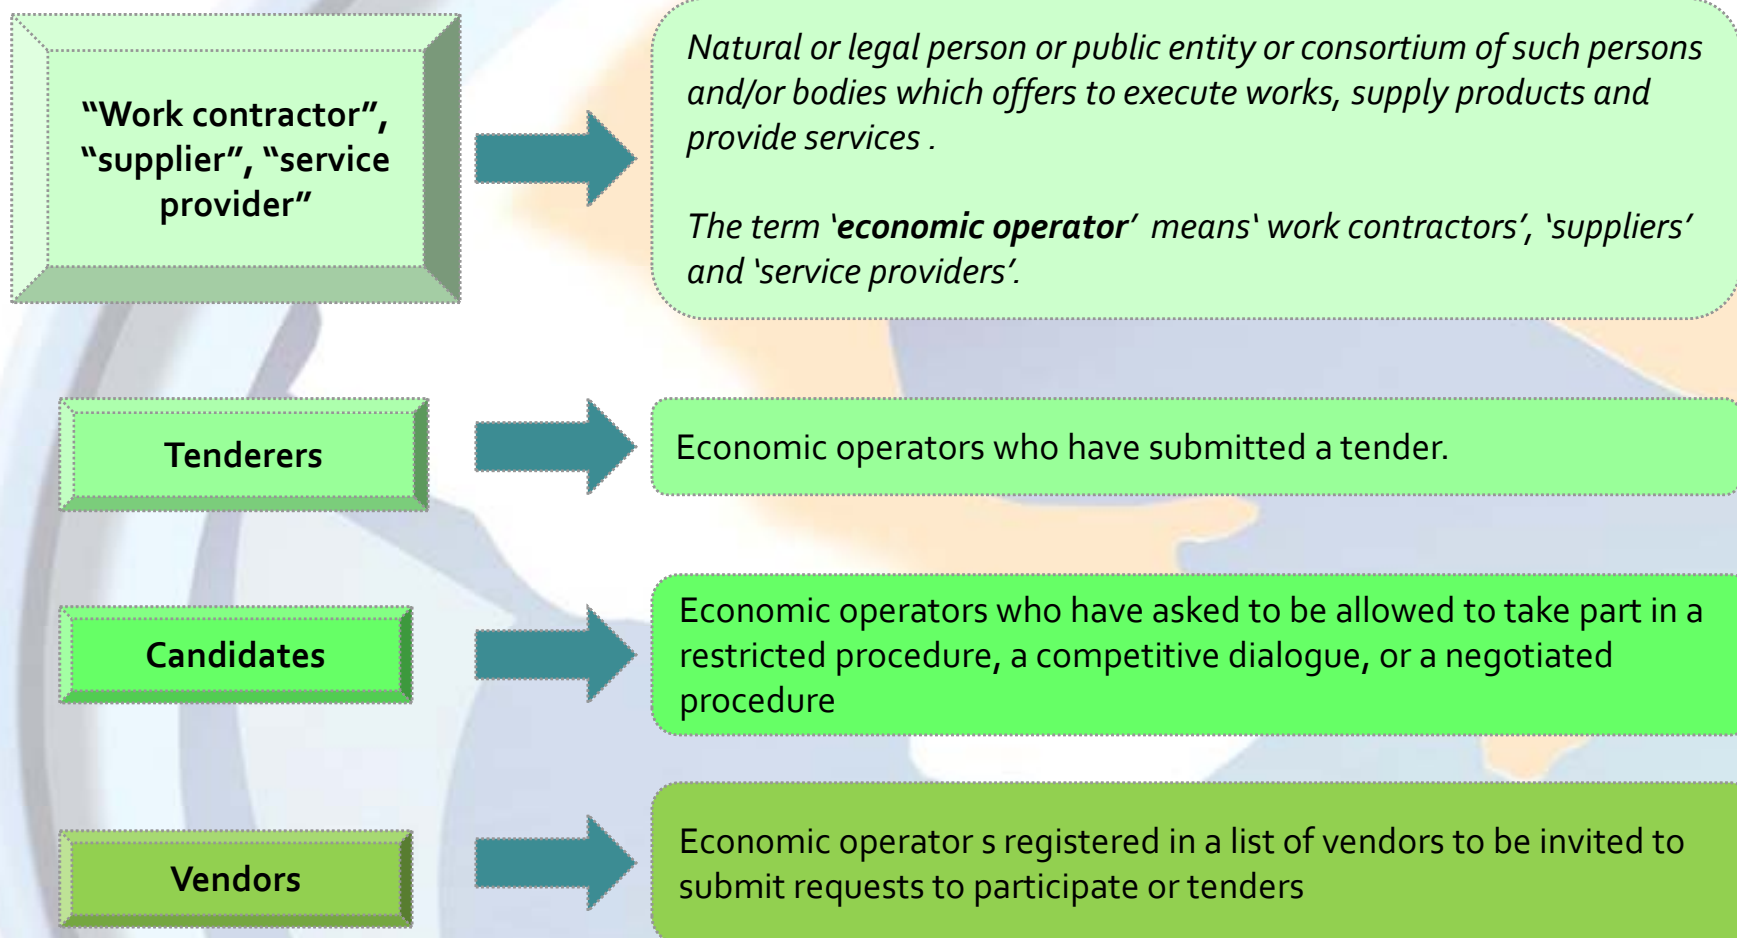 “Work contractor”,
“supplier”, “service
provider”
Natural or legal person or public entity or consortium of such persons
and/or bodies which offers to execute works, supply products and
provide services .
The term ‘economic operator’ means‘ work contractors’, ‘suppliers’
and ‘service providers’.
Tenderers
Economic operators who have submitted a tender.
Candidates
Economic operators who have asked to be allowed to take part in a
restricted procedure, a competitive dialogue, or a negotiated
procedure
Vendors
Economic operator s registered in a list of vendors to be invited to
submit requests to participate or tenders